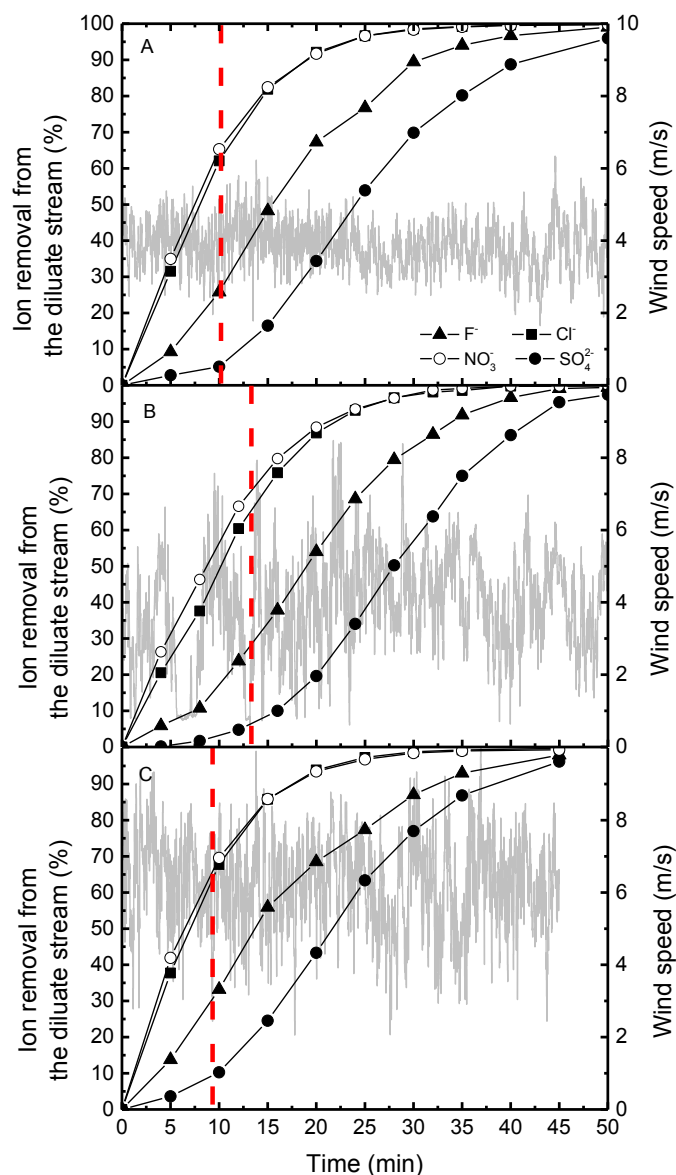 A
100
90
80
70
60
50
40
30
20
10
0
10
8
6
4
2
0
Ion removal from
the diluate stream (%)
Wind speed (m/s)
F⁻ Cl⁻
NO₃⁻ SO₄²⁻
B
90
80
70
60
50
40
30
20
10
0
8
6
4
2
0
Ion removal from
the diluate stream (%)
Wind speed (m/s)
C
90
80
70
60
50
40
30
20
10
0
8
6
4
2
0
Ion removal from
the diluate stream (%)
Wind speed (m/s)
0 5 10 15 20 25 30 35 40 45 50
Time (min)